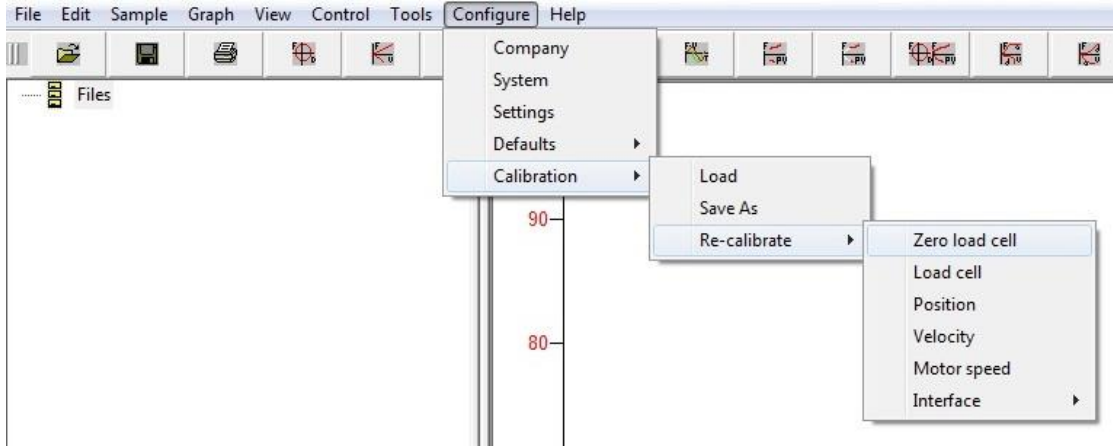 File Edit Sample Graph View Control Tools Configure Help
Files
Company
System
Settings
Defaults
Calibration
Load
Save As
Re-calibrate
Zero load cell
Load cell
Position
Velocity
Motor speed
Interface
90
80